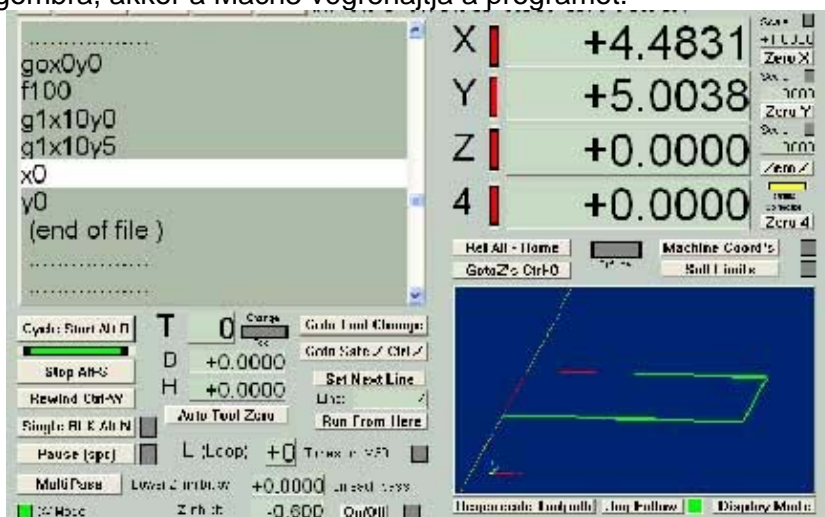 gombra, akkor a Mach3 végrehajtja a programot.
gox0y0
f100
g1x10y0
g1x10y5
x0
y0
(end of file )
X +4.4831
Zero X
Y +5.0038
Zero Y
Z +0.0000
Zero Z
4 +0.0000
Zero 4
Ref All - Home
Machine Coord's
GotoZ's Ctrl-0
Soft Limits
Cycle Start Alt-R
Stop Alt-S
Rewind Ctrl-W
Single BLK Alt-N
Pause (spc)
MultiPass
T 0 Change
D +0.0000
H +0.0000
Auto Tool Zero
Goto Tool Change
Goto Safe Z Ctrl Z
Set Next Line
Line:
Run From Here
L (Loop) +0
+0.0000
Z Inhibit -0.600 On/Off
Regenerate Toolpath Jog Follow Display Mode